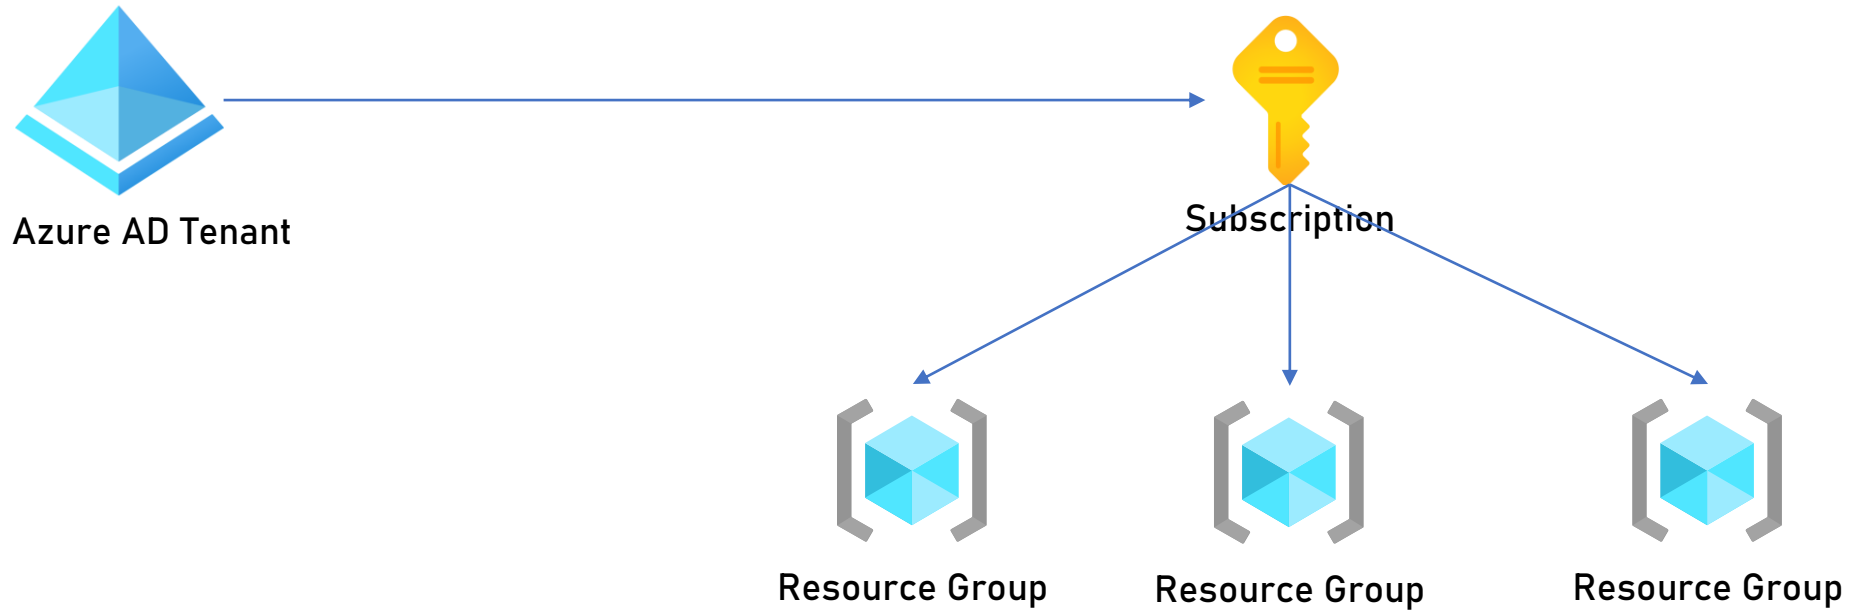 Azure AD Tenant
Subscription
Resource Group
Resource Group
Resource Group